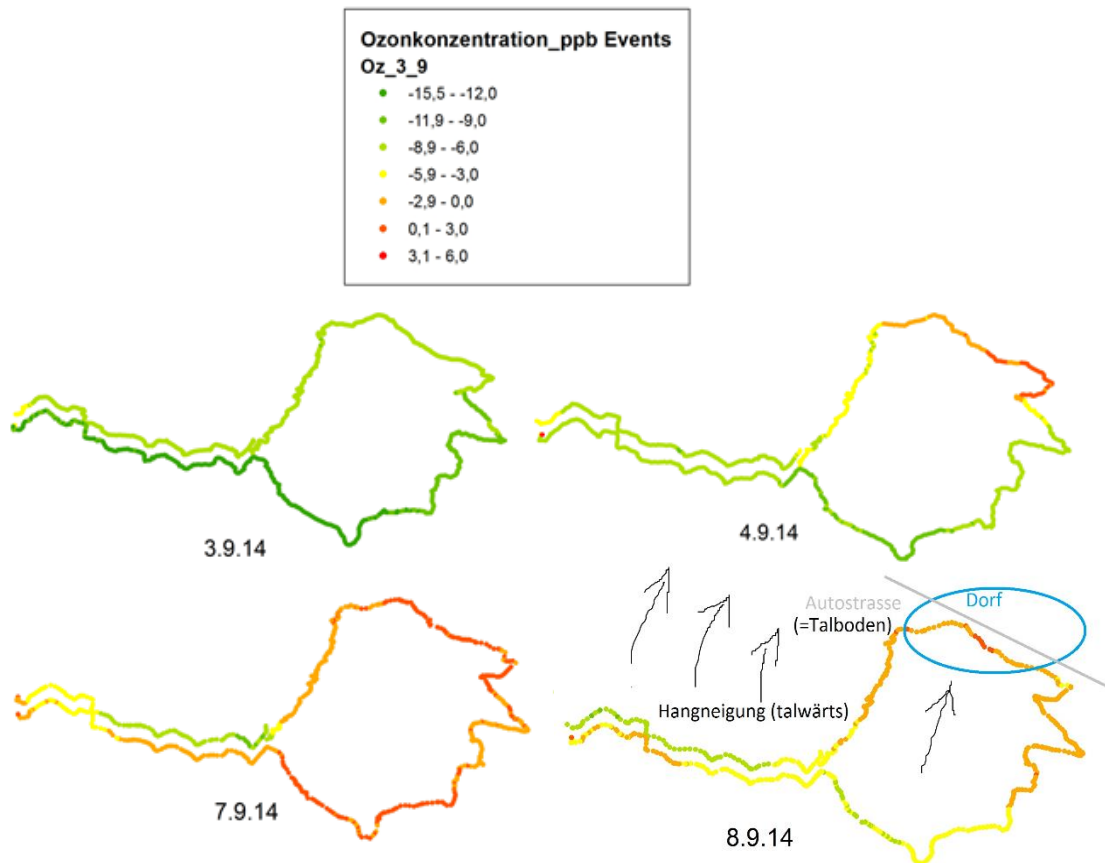 Ozonkonzentration_ppb Events
Oz_3_9
-15,5 - -12,0
-11,9 - -9,0
-8,9 - -6,0
-5,9 - -3,0
-2,9 - 0,0
0,1 - 3,0
3,1 - 6,0
3.9.14
4.9.14
Autostrasse
Dorf
(=Talboden)
Hangneigung (talwärts)
7.9.14
8.9.14